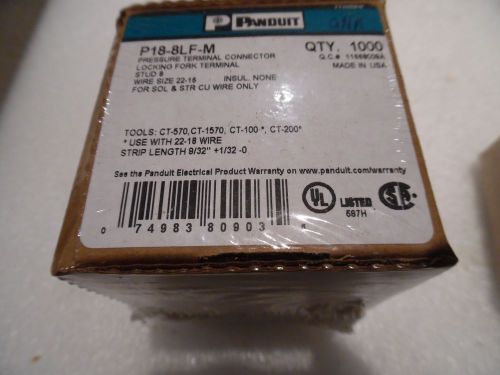 PANDUIT
P18-8LF-M
QTY. 1000
PRESSURE TERMINAL CONNECTOR
LOCKING FORK TERMINAL
MADE IN USA
STUD 8
WIRE SIZE 22-18 INSUL. NONE
FOR SOL & STR CU WIRE ONLY
TOOLS: CT-570,CT-1570, CT-100 *, CT-200*
* USE WITH 22-18 WIRE
STRIP LENGTH 9/32" +1/32 -0
See the Panduit Electrical Product Warranty on www.panduit.com/warranty
0 74983 80903
UL LISTED
687H